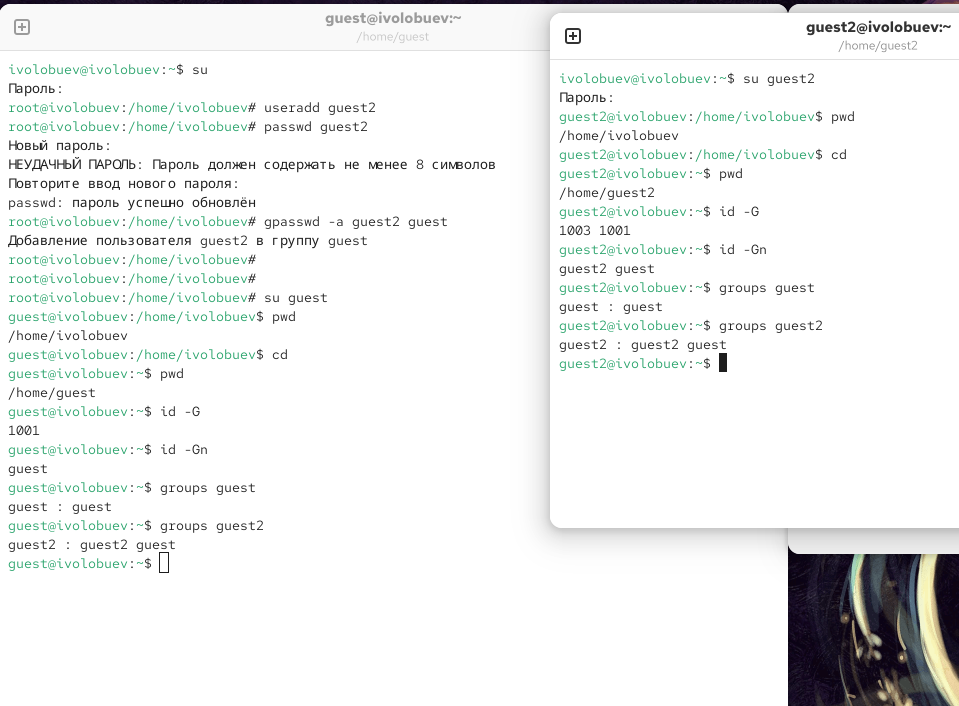 guest@ivolobuev:~
/home/guest
ivolobuev@ivolobuev:~$ su
Пароль:
root@ivolobuev:/home/ivolobuev# useradd guest2
root@ivolobuev:/home/ivolobuev# passwd guest2
Новый пароль:
НЕУДАЧНЫЙ ПАРОЛЬ: Пароль должен содержать не менее 8 символов
Повторите ввод нового пароля:
passwd: пароль успешно обновлён
root@ivolobuev:/home/ivolobuev# gpasswd -a guest2 guest
Добавление пользователя guest2 в группу guest
root@ivolobuev:/home/ivolobuev#
root@ivolobuev:/home/ivolobuev#
root@ivolobuev:/home/ivolobuev# su guest
guest@ivolobuev:/home/ivolobuev$ pwd
/home/ivolobuev
guest@ivolobuev:/home/ivolobuev$ cd
guest@ivolobuev:~$ pwd
/home/guest
guest@ivolobuev:~$ id -G
1001
guest@ivolobuev:~$ id -Gn
guest
guest@ivolobuev:~$ groups guest
guest : guest
guest@ivolobuev:~$ groups guest2
guest2 : guest2 guest
guest@ivolobuev:~$
guest2@ivolobuev:~
/home/guest2
ivolobuev@ivolobuev:~$ su guest2
Пароль:
guest2@ivolobuev:/home/ivolobuev$ pwd
/home/ivolobuev
guest2@ivolobuev:/home/ivolobuev$ cd
guest2@ivolobuev:~$ pwd
/home/guest2
guest2@ivolobuev:~$ id -G
1003 1001
guest2@ivolobuev:~$ id -Gn
guest2 guest
guest2@ivolobuev:~$ groups guest
guest : guest
guest2@ivolobuev:~$ groups guest2
guest2 : guest2 guest
guest2@ivolobuev:~$